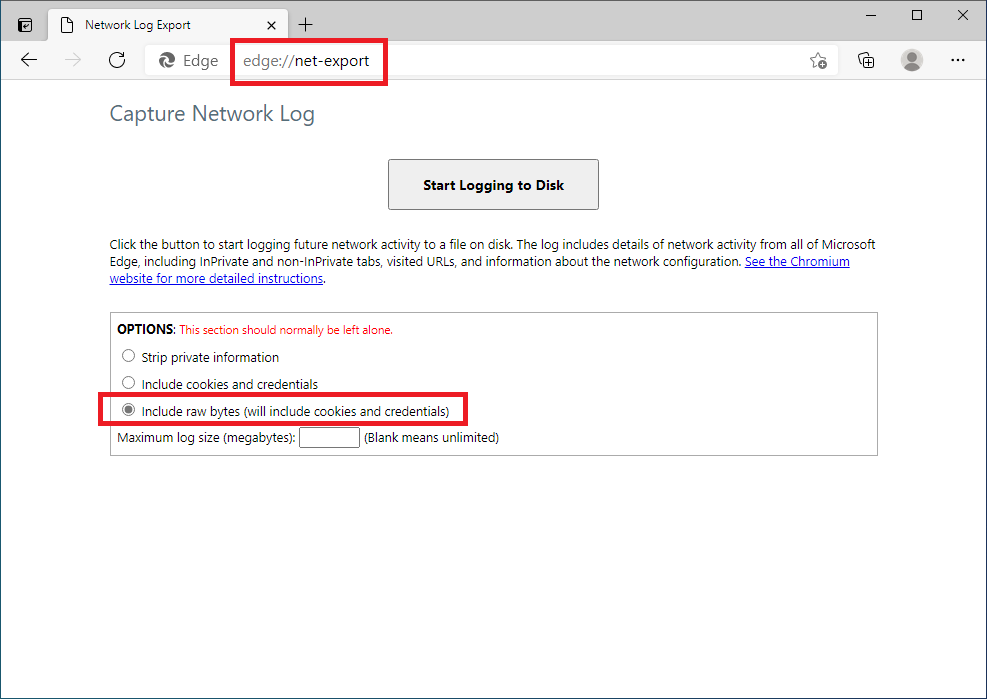 Network Log Export
Edge edge://net-export
Capture Network Log
Start Logging to Disk
Click the button to start logging future network activity to a file on disk. The log includes details of network activity from all of Microsoft
Edge, including InPrivate and non-InPrivate tabs, visited URLs, and information about the network configuration. See the Chromium
website for more detailed instructions.
OPTIONS: This section should normally be left alone.
Strip private information
Include cookies and credentials
Include raw bytes (will include cookies and credentials)
Maximum log size (megabytes): (Blank means unlimited)